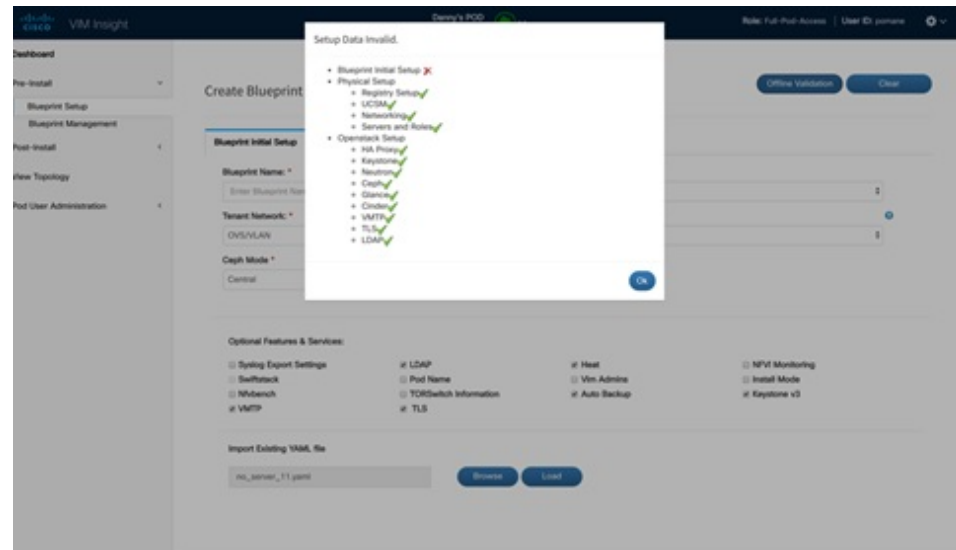 cisco VIM Insight
Danny's POD
Role: Full-Pod-Access | User ID: pomane
Setup Data Invalid.
Blueprint Initial Setup
Physical Setup
Registry Setup
UCSM
Networking
Servers and Roles
Openstack Setup
HA Proxy
Keystone
Neutron
Ceph
Glance
Cinder
VMTP
TLS
LDAP
Ok
Dashboard
Pre-Install
Blueprint Setup
Blueprint Management
Post-Install
View Topology
Pod User Administration
Create Blueprint
Offline Validation
Clear
Blueprint Initial Setup
Blueprint Name: *
Enter Blueprint
Tenant Network: *
OVS/VLAN
Ceph Mode *
Central
Optional Features & Services:
Syslog Export Settings
LDAP
Heat
NFVI Monitoring
Swiftstack
Pod Name
Vim Admins
Install Mode
Nfvbench
TORSwitch Information
Auto Backup
Keystone v3
VMTP
TLS
Import Existing YAML file
no_server_11.yaml
Browse
Load